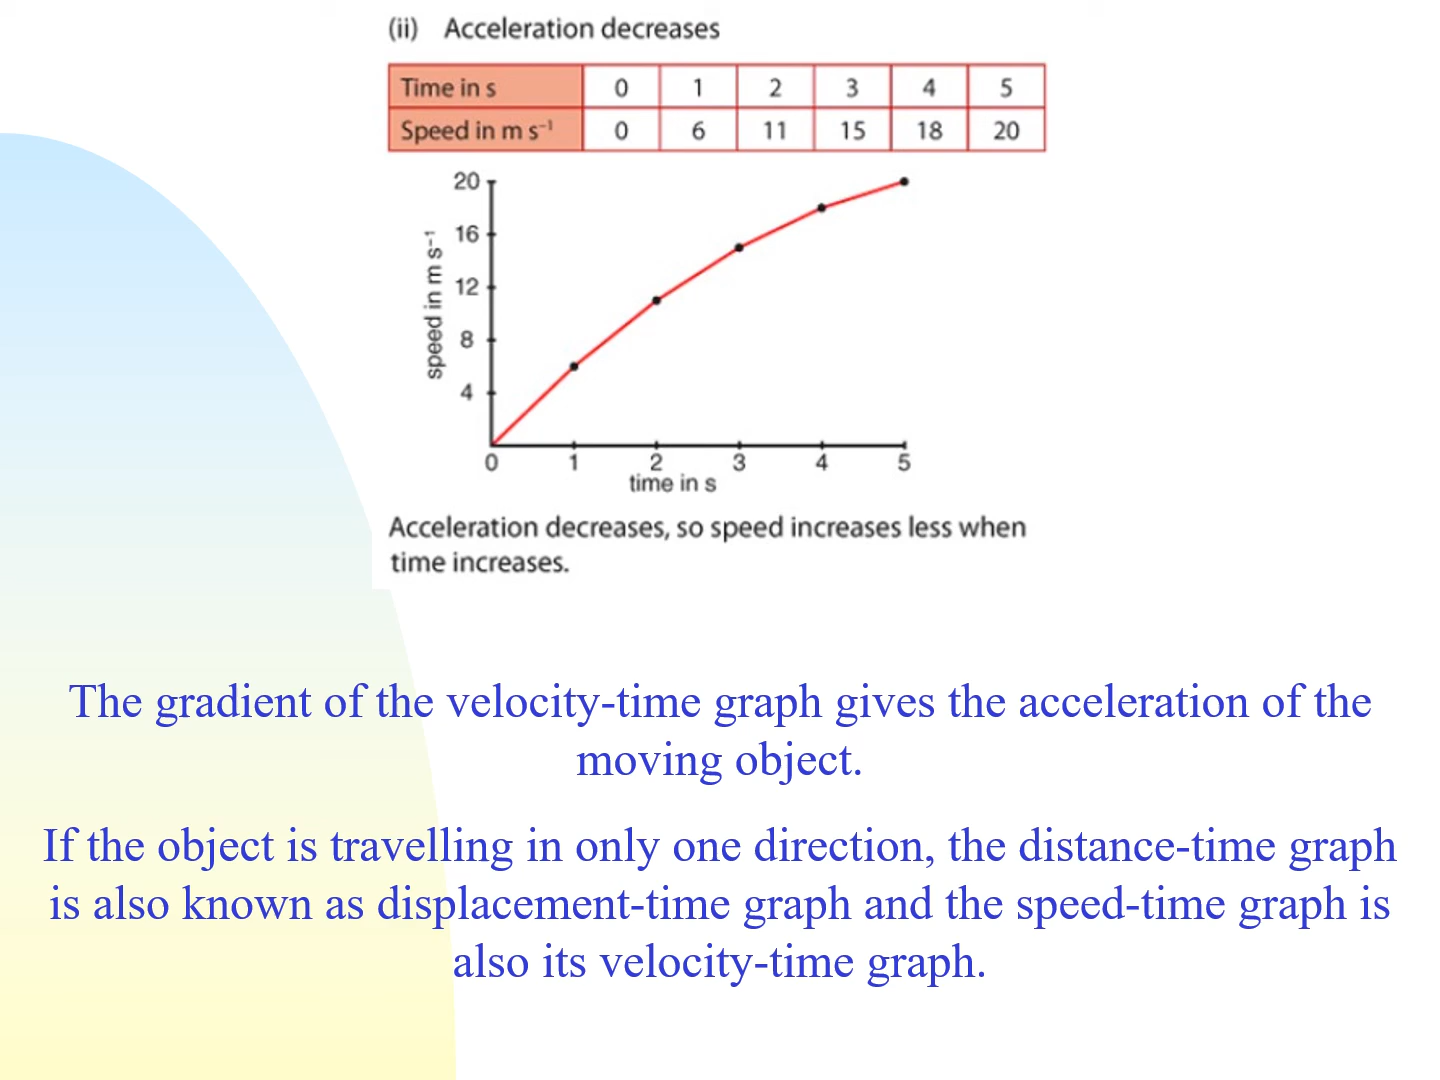 (ii) Acceleration decreases
Time in s 0 1 2 3 4 5
Speed in m s⁻¹ 0 6 11 15 18 20
20
16
12
8
4
speed in m s⁻¹
0 1 2 3 4 5
time in s
Acceleration decreases, so speed increases less when
time increases.
The gradient of the velocity-time graph gives the acceleration of the
moving object.
If the object is travelling in only one direction, the distance-time graph
is also known as displacement-time graph and the speed-time graph is
also its velocity-time graph.